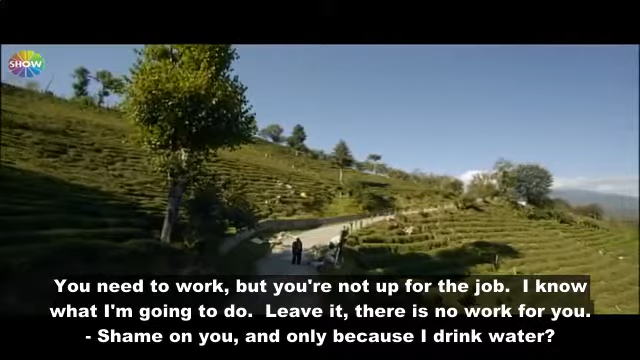 SHOW
You need to work, but you're not up for the job.  I know
what I'm going to do.  Leave it, there is no work for you.
- Shame on you, and only because I drink water?